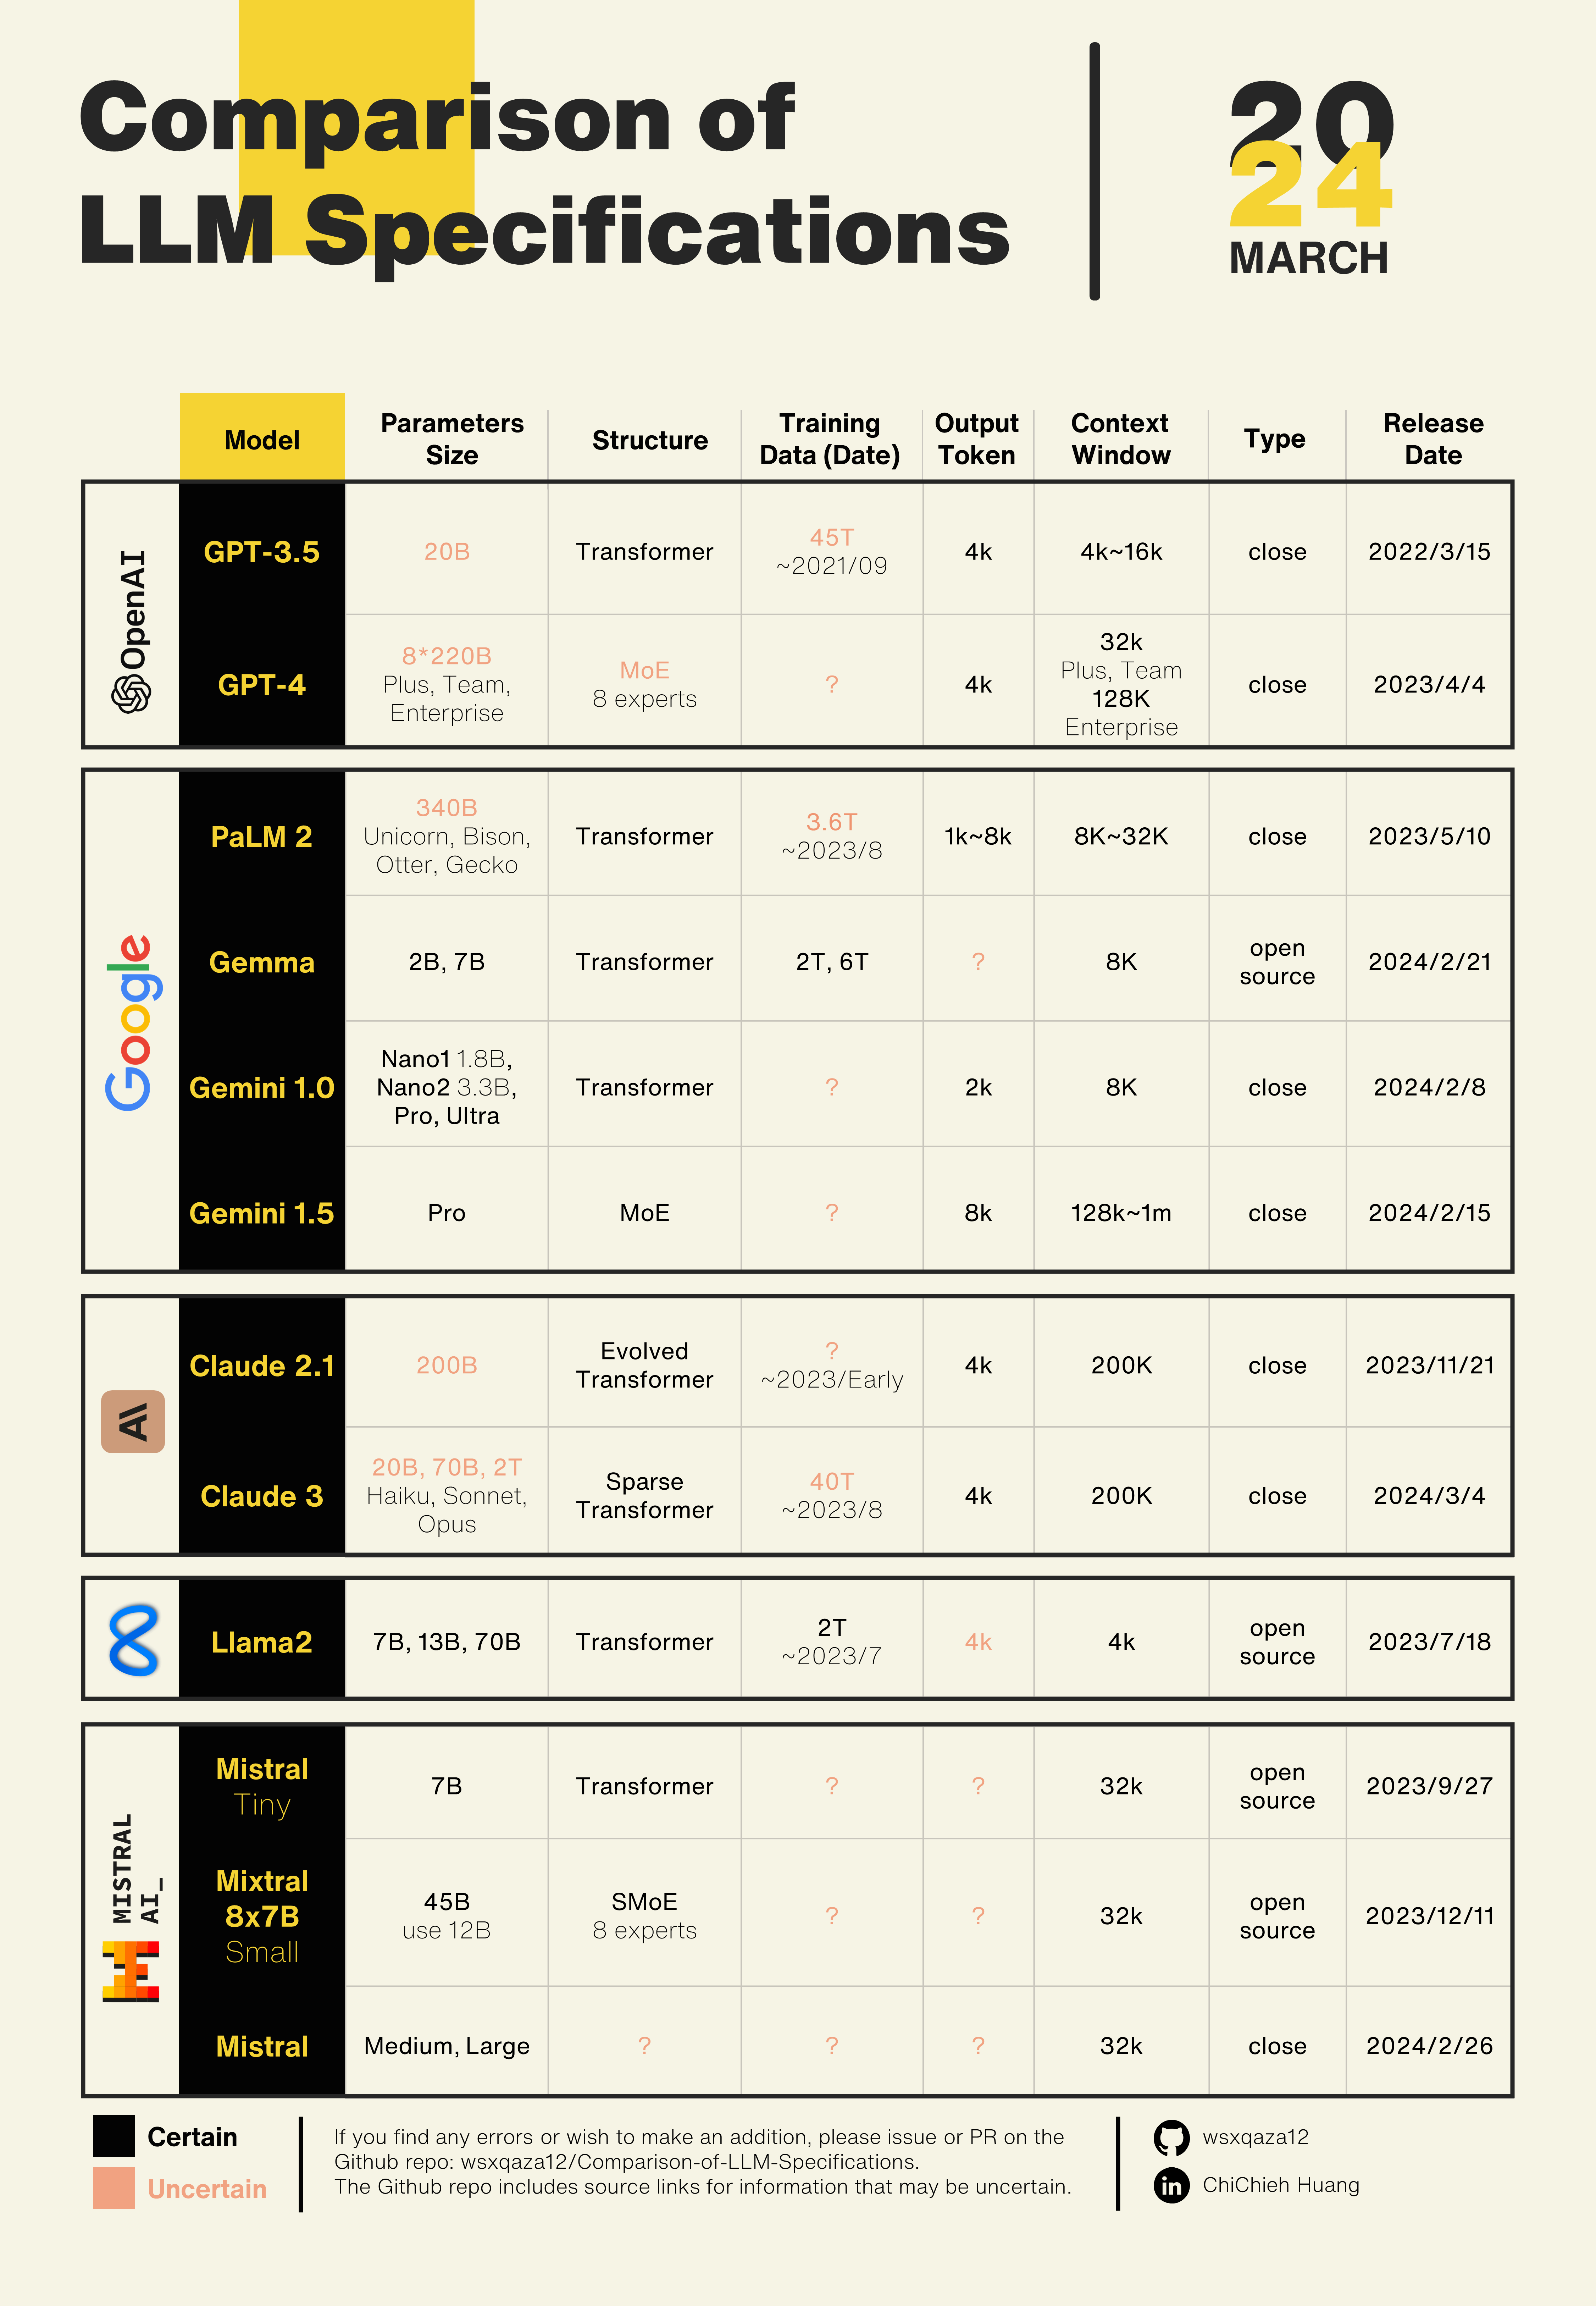 Comparison of
LLM Specifications
20
24
MARCH
Model
Parameters
Size
Structure
Training
Data (Date)
Output
Token
Context
Window
Type
Release
Date
OpenAI
GPT-3.5
20B
Transformer
45T
~2021/09
4k
4k~16k
close
2022/3/15
GPT-4
8*220B
Plus, Team,
Enterprise
MoE
8 experts
?
4k
32k
Plus, Team
128K
Enterprise
close
2023/4/4
Google
PaLM 2
340B
Unicorn, Bison,
Otter, Gecko
Transformer
3.6T
~2023/8
1k~8k
8K~32K
close
2023/5/10
Gemma
2B, 7B
Transformer
2T, 6T
?
8K
open
source
2024/2/21
Gemini 1.0
Nano1 1.8B,
Nano2 3.3B,
Pro, Ultra
Transformer
?
2k
8K
close
2024/2/8
Gemini 1.5
Pro
MoE
?
8k
128k~1m
close
2024/2/15
A\
Claude 2.1
200B
Evolved
Transformer
?
~2023/Early
4k
200K
close
2023/11/21
Claude 3
20B, 70B, 2T
Haiku, Sonnet,
Opus
Sparse
Transformer
40T
~2023/8
4k
200K
close
2024/3/4
Llama2
7B, 13B, 70B
Transformer
2T
~2023/7
4k
4k
open
source
2023/7/18
MISTRAL
AI_
Mistral
Tiny
7B
Transformer
?
?
32k
open
source
2023/9/27
Mixtral
8x7B
Small
45B
use 12B
SMoE
8 experts
?
?
32k
open
source
2023/12/11
Mistral
Medium, Large
?
?
?
32k
close
2024/2/26
Certain
Uncertain
If you find any errors or wish to make an addition, please issue or PR on the
Github repo: wsxqaza12/Comparison-of-LLM-Specifications.
The Github repo includes source links for information that may be uncertain.
wsxqaza12
in
ChiChieh Huang